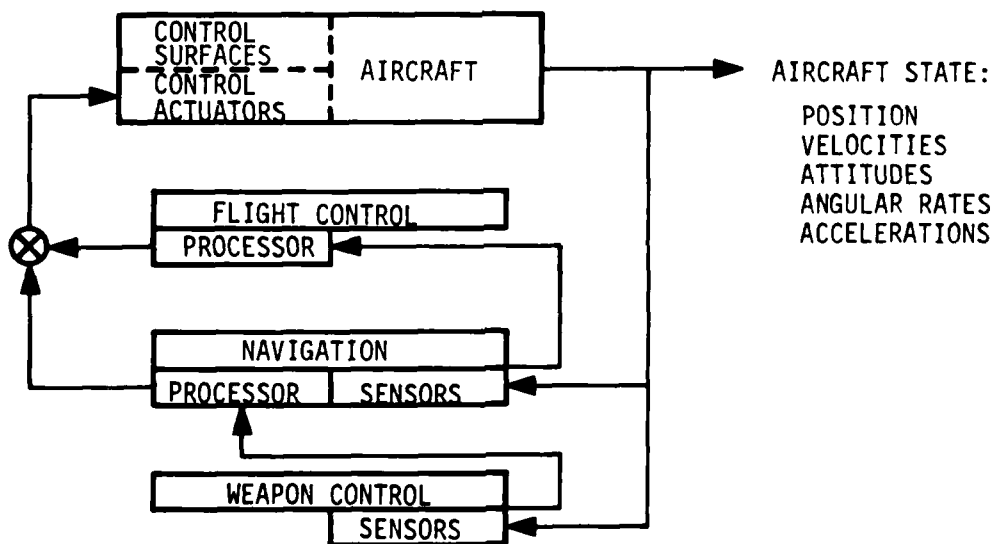 CONTROL
SURFACES
CONTROL
ACTUATORS
AIRCRAFT
AIRCRAFT STATE:
POSITION
VELOCITIES
ATTITUDES
ANGULAR RATES
ACCELERATIONS
FLIGHT CONTROL
PROCESSOR
NAVIGATION
PROCESSOR
SENSORS
WEAPON CONTROL
SENSORS